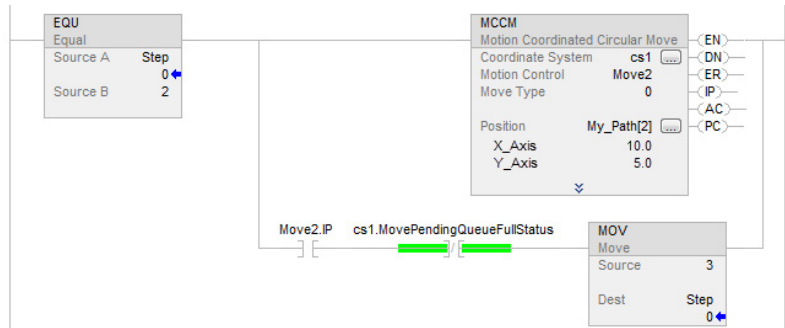 EQU
Equal
Source A Step
0
Source B 2
MCCM
Motion Coordinated Circular Move
Coordinate System cs1 ...
Motion Control Move2
Move Type 0
Position My_Path[2] ...
X_Axis 10.0
Y_Axis 5.0
EN
DN
ER
IP
AC
PC
Move2.IP cs1.MovePendingQueueFullStatus
MOV
Move
Source 3
Dest Step
0